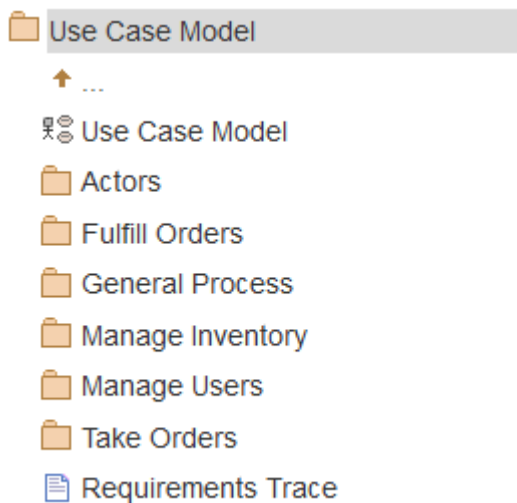 Use Case Model
...
Use Case Model
Actors
Fulfill Orders
General Process
Manage Inventory
Manage Users
Take Orders
Requirements Trace